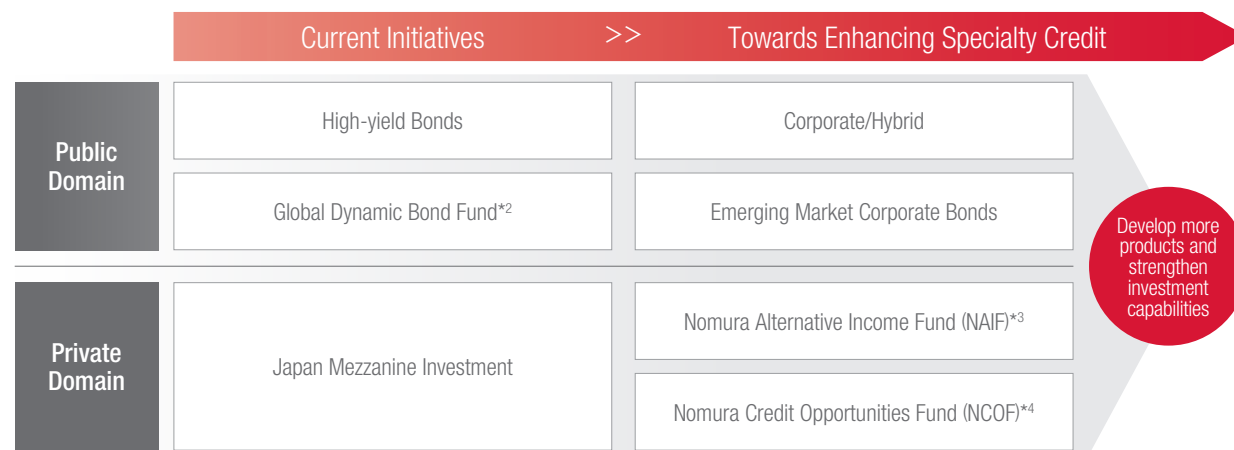 Current Initiatives >> Towards Enhancing Specialty Credit
Public
Domain
High-yield Bonds
Corporate/Hybrid
Global Dynamic Bond Fund*2
Emerging Market Corporate Bonds
Private
Domain
Japan Mezzanine Investment
Nomura Alternative Income Fund (NAIF)*3
Nomura Credit Opportunities Fund (NCOF)*4
Develop more
products and
strengthen
investment
capabilities